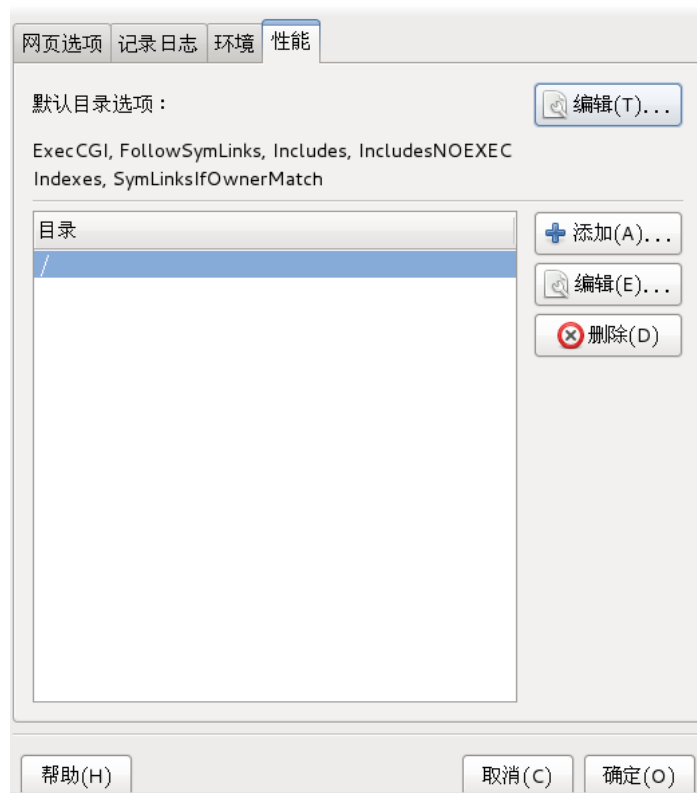 网页选项 记录日志 环境 性能
默认目录选项：
编辑(T)...
ExecCGI, FollowSymLinks, Includes, IncludesNOEXEC
Indexes, SymLinksIfOwnerMatch
目录
/
添加(A)...
编辑(E)...
删除(D)
帮助(H)
取消(C)
确定(O)